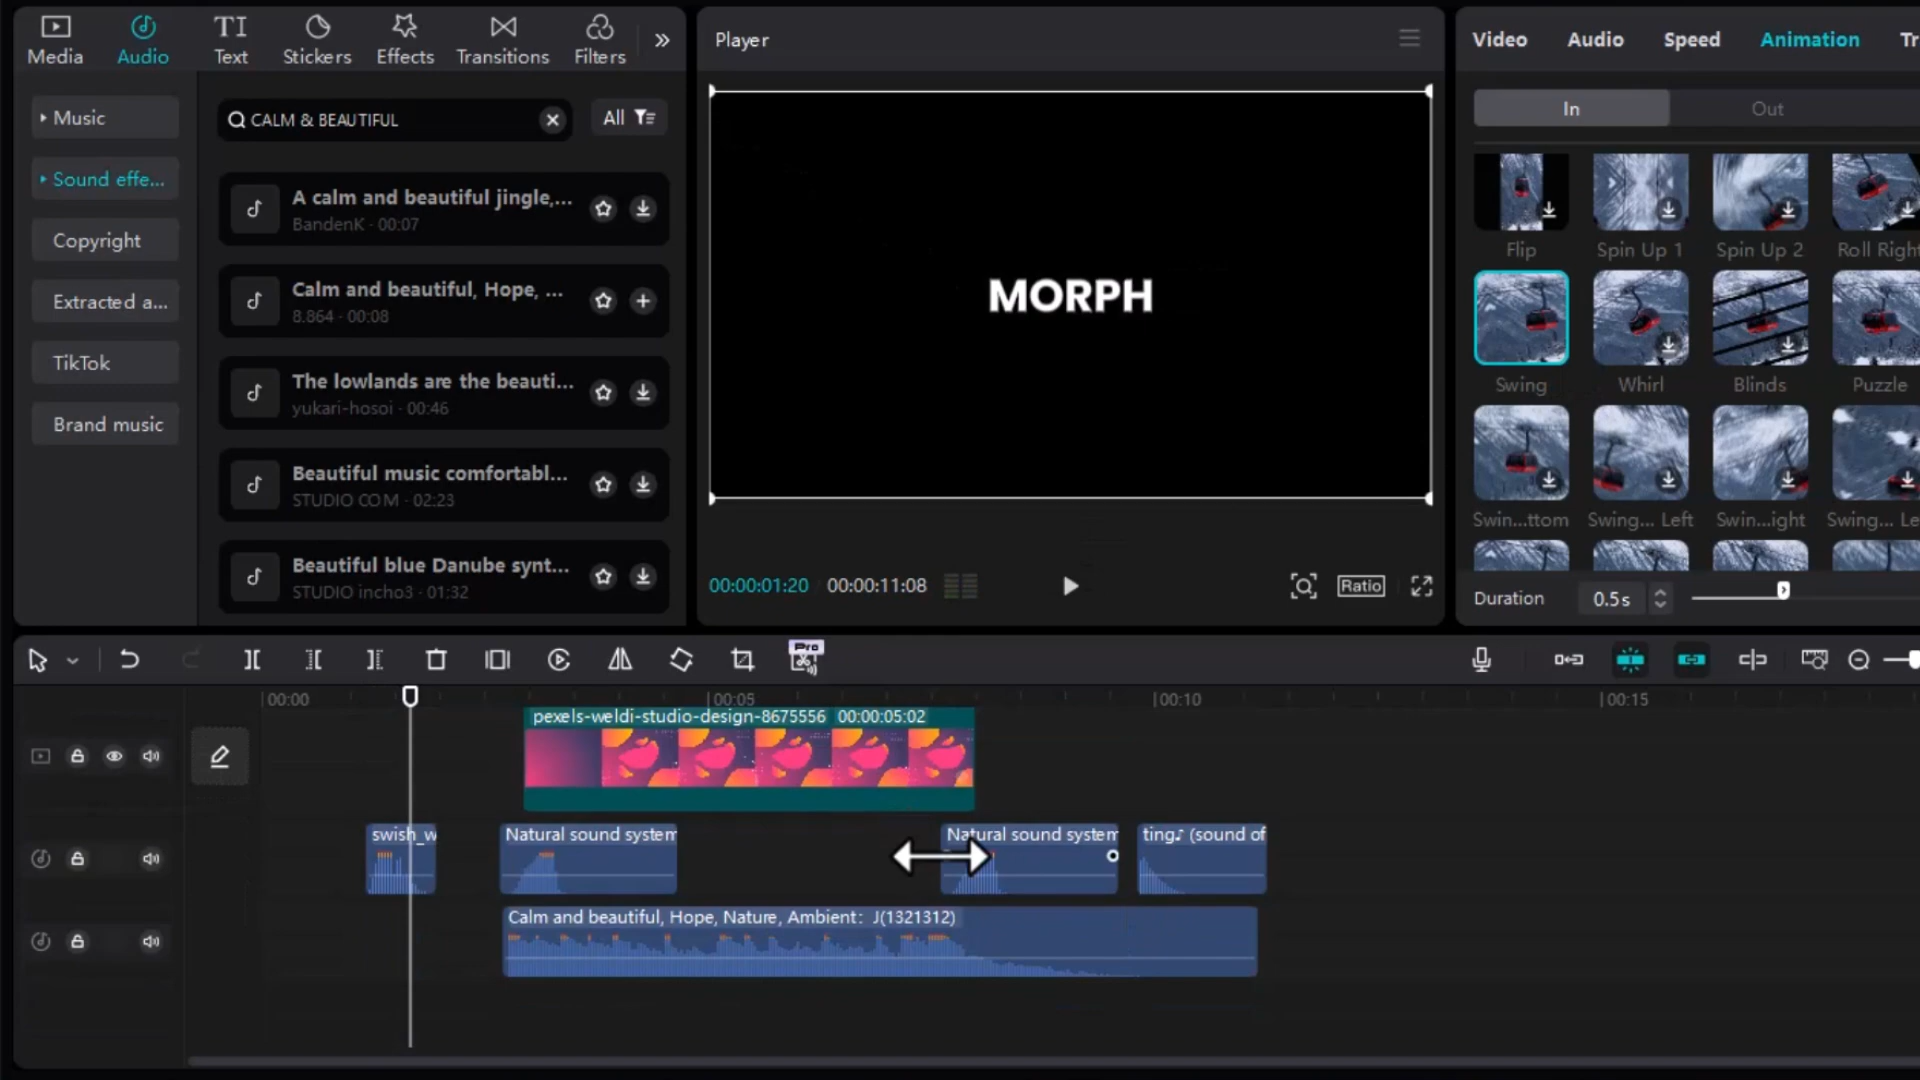 Media
Audio
TI
Text
Stickers
Effects
Transitions
Filters
Music
Sound effe...
Copyright
Extracted a...
TikTok
Brand music
CALM & BEAUTIFUL
All
A calm and beautiful jingle,...
BandenK · 00:07
Calm and beautiful, Hope, ...
8.864 · 00:08
The lowlands are the beauti...
yukari-hosoi · 00:46
Beautiful music comfortabl...
STUDIO COM · 02:23
Beautiful blue Danube synt...
STUDIO incho3 · 01:32
Player
MORPH
00:00:01:20 00:00:11:08
Ratio
Video
Audio
Speed
Animation
Tr
In
Out
Flip
Spin Up 1
Spin Up 2
Roll Right
Swing
Whirl
Blinds
Puzzle
Swin...ttom
Swing... Left
Swin...ight
Swing... Le
Duration
0.5s
Pro
00:00
00:05
00:10
00:15
pexels-weldi-studio-design-8675556 00:00:05:02
swish_w
Natural sound system
Natural sound system
ting♪ (sound of
Calm and beautiful, Hope, Nature, Ambient: J(1321312)